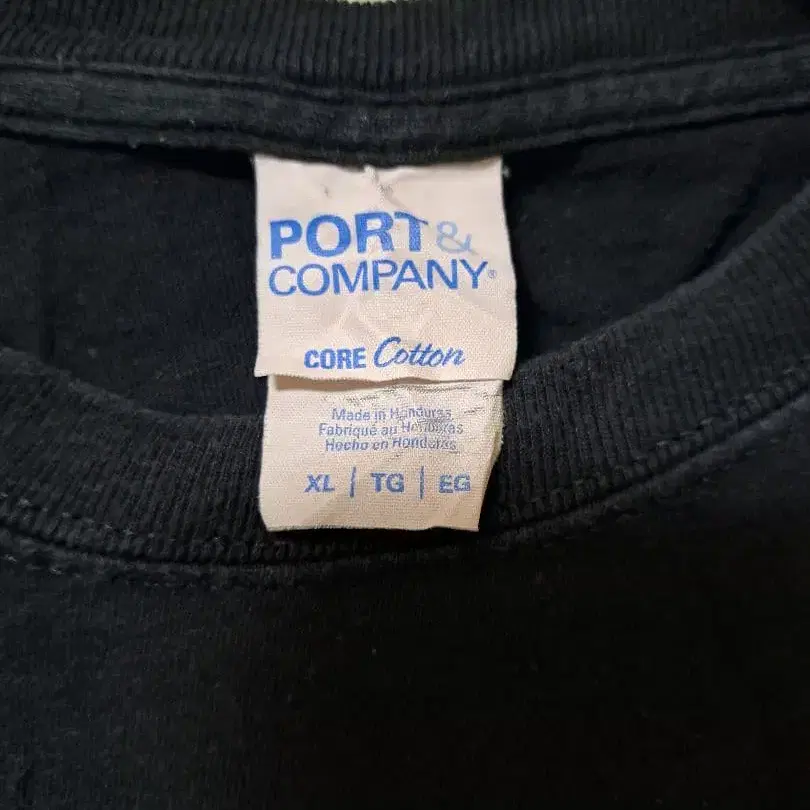 PORT &
COMPANY®
CORE Cotton
Made in Honduras
Fabriqué au Honduras
Hecho en Honduras
XL | TG | EG